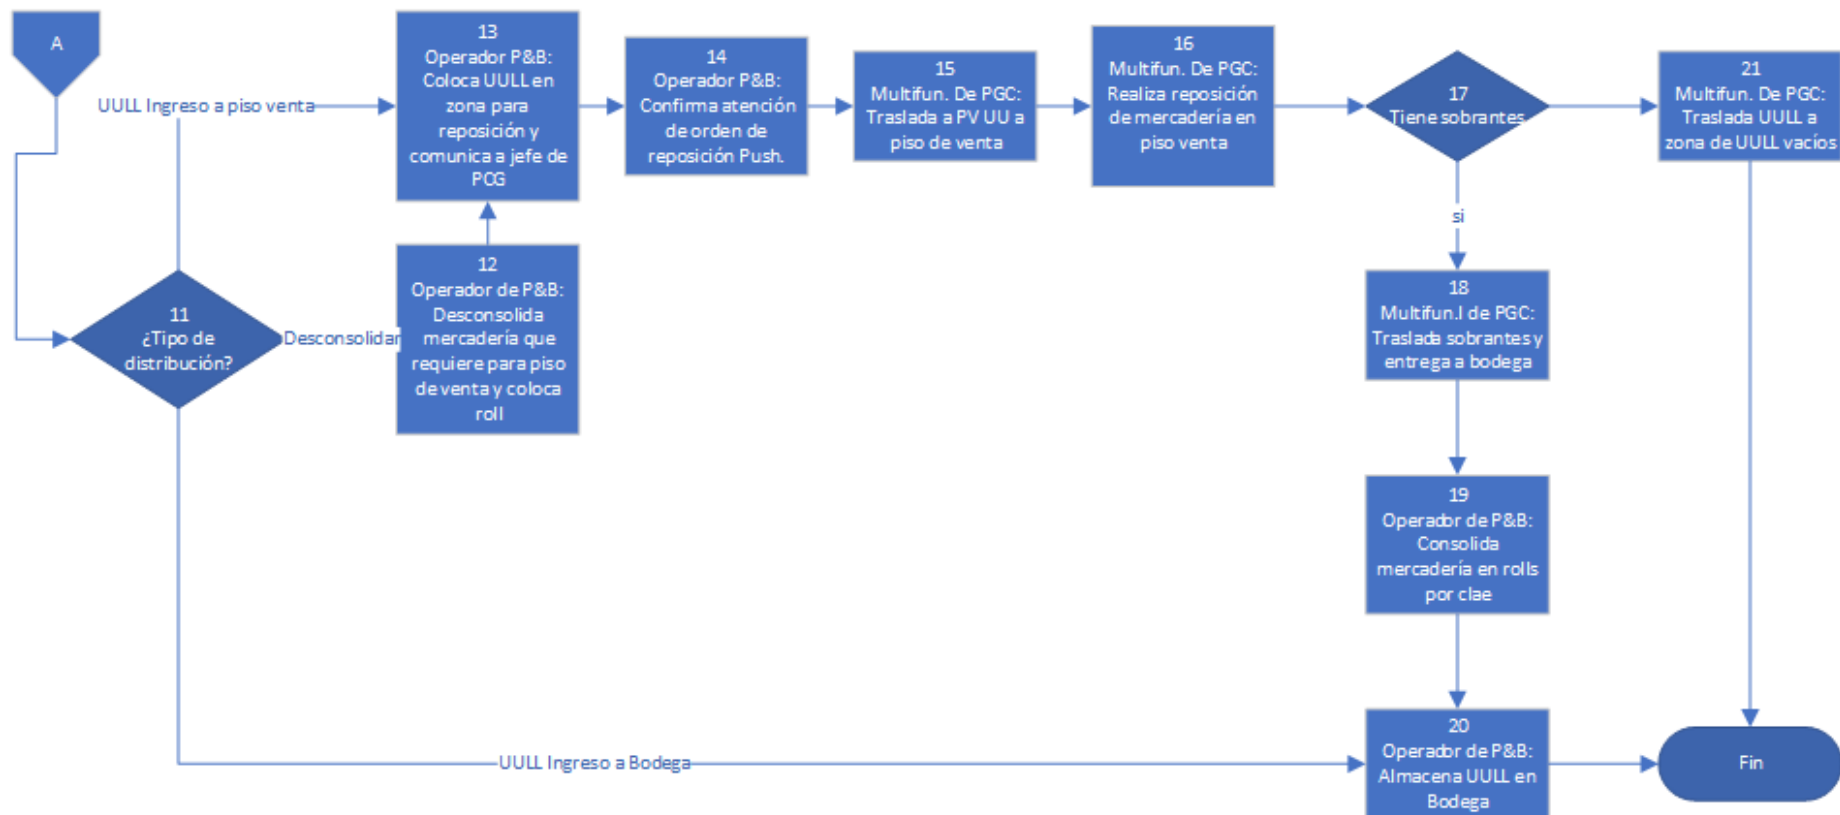 A
UULL Ingreso a piso venta
13
Operador P&B:
Coloca UULL en
zona para
reposición y
comunica a jefe de
PCG
14
Operador P&B:
Confirma atención
de orden de
reposición Push.
15
Multifun. De PGC:
Traslada a PV UU a
piso de venta
16
Multifun. De PGC:
Realiza reposición
de mercadería en
piso venta
17
Tiene sobrantes
21
Multifun. De PGC:
Traslada UULL a
zona de UULL vacíos
si
11
¿Tipo de
distribución?
Desconsolidar
12
Operador de P&B:
Desconsolida
mercadería que
requiere para piso
de venta y coloca
roll
18
Multifun.l de PGC:
Traslada sobrantes y
entrega a bodega
19
Operador de P&B:
Consolida
mercadería en rolls
por clae
UULL Ingreso a Bodega
20
Operador de P&B:
Almacena UULL en
Bodega
Fin